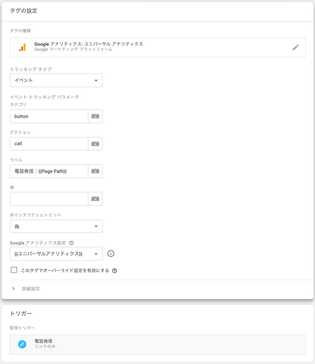 タグの設定
タグの種類
Google アナリティクス: ユニバーサル アナリティクス
Google マーケティング プラットフォーム
トラッキング タイプ
イベント
イベント トラッキング パラメータ
カテゴリ
button
アクション
call
ラベル
電話発信：{{Page Path}}
値
非インタラクション ヒット
真
Google アナリティクス設定
{{ユニバーサルアナリティクス}}
このタグでオーバーライド設定を有効にする
詳細設定
トリガー
配信トリガー
電話発信
リンクのみ